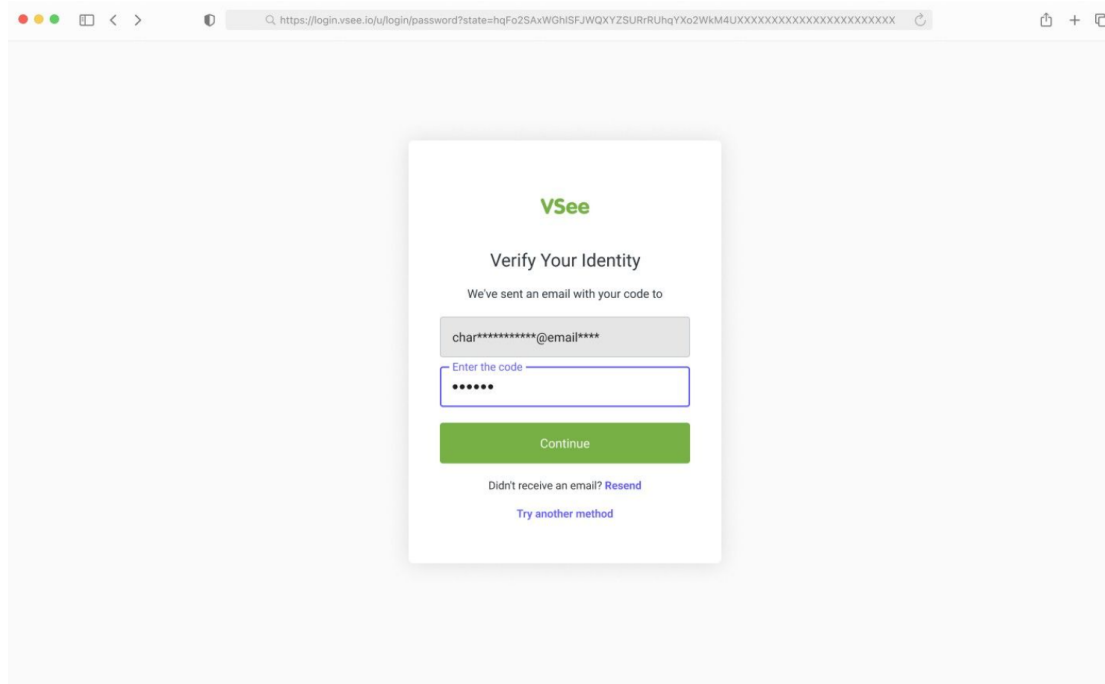 https://login.vsee.io/u/login/password?state=hqFo2SAxWGhlSFJWQXYZSURrRUhqYXo2WkM4UXXXXXXXXXXXXXXXXXXXXXXX
VSee
Verify Your Identity
We've sent an email with your code to
char***********@email****
Enter the code
••••••
Continue
Didn't receive an email? Resend
Try another method